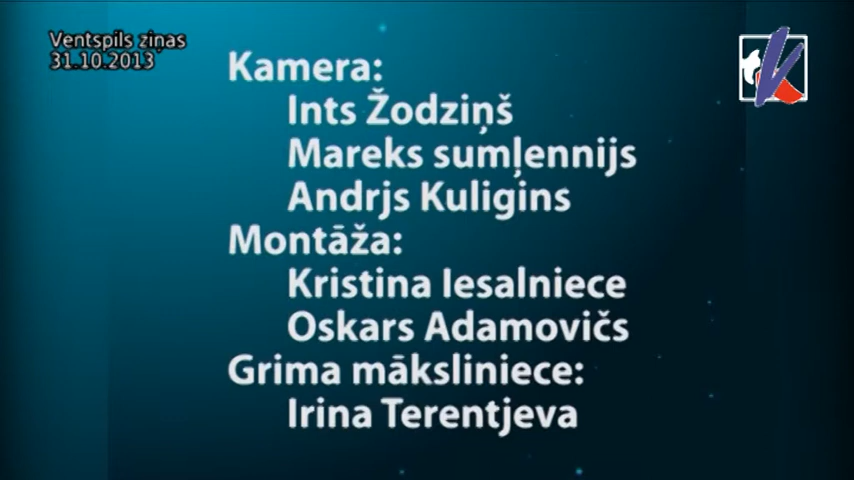 Ventspils ziņas
31.10.2013
Kamera:
Ints Žodziņš
Mareks sumļennijs
Andrjs Kuligins
Montāža:
Kristina Iesalniece
Oskars Adamovičs
Grima māksliniece:
Irina Terentjeva